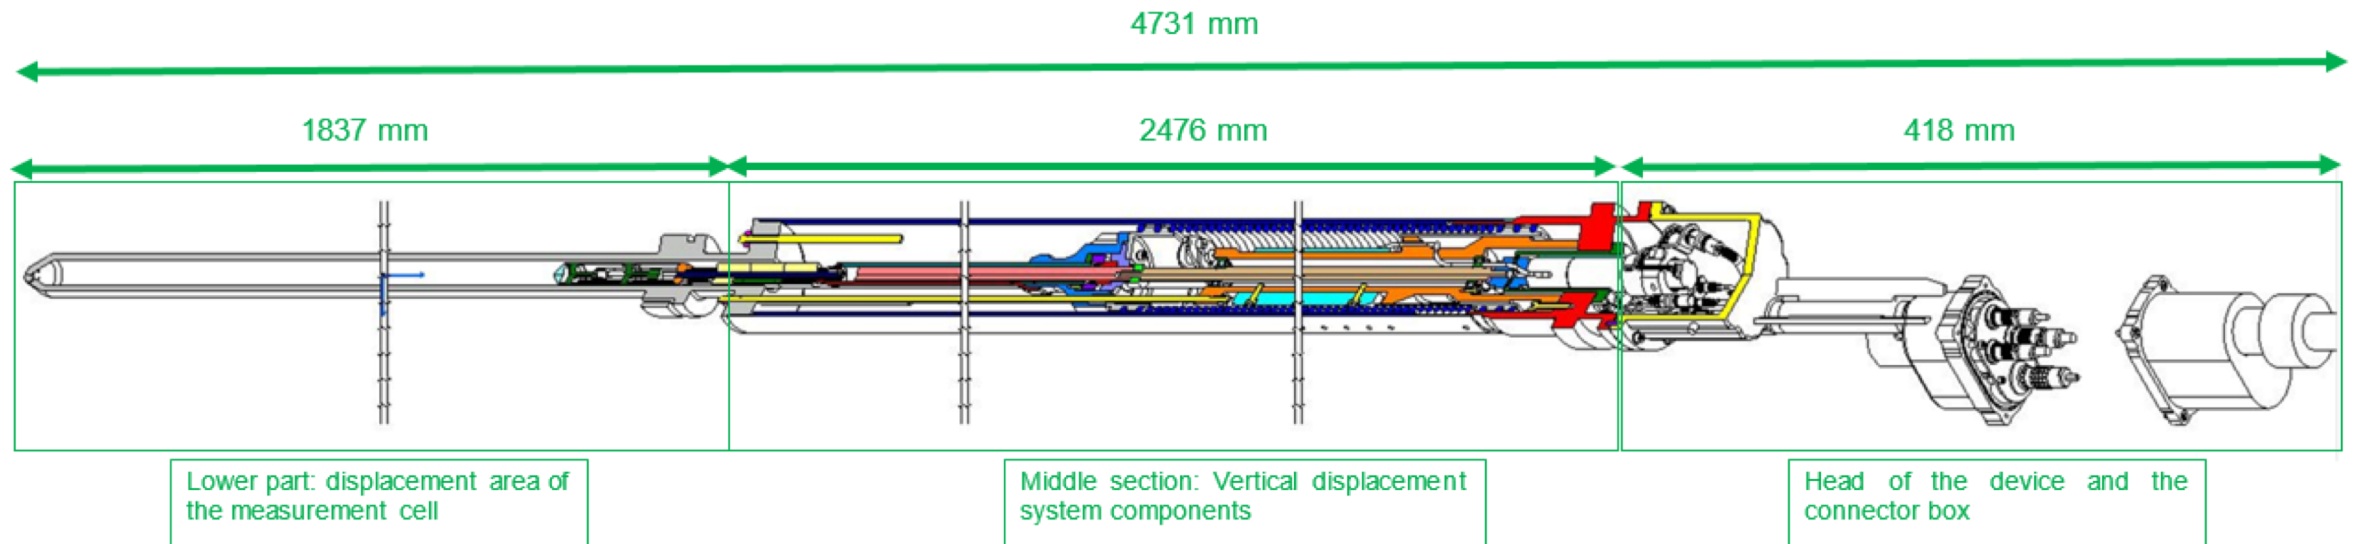 4731 mm
1837 mm
2476 mm
418 mm
Lower part: displacement area of
the measurement cell
Middle section: Vertical displacement
system components
Head of the device and the
connector box